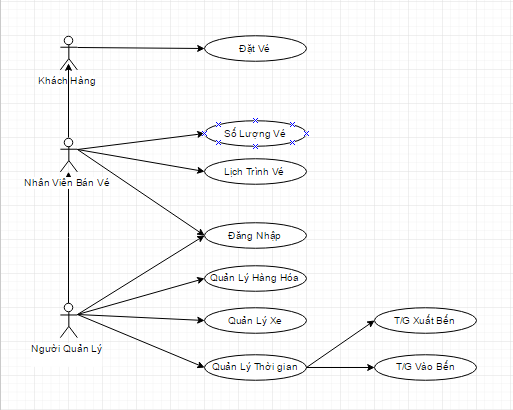 Đặt Vé
Khách Hàng
Số Lượng Vé
Lịch Trình Vé
Nhân Viên Bán Vé
Đăng Nhập
Quản Lý Hàng Hóa
Quản Lý Xe
T/G Xuất Bến
Người Quản Lý
Quản Lý Thời gian
T/G Vào Bến